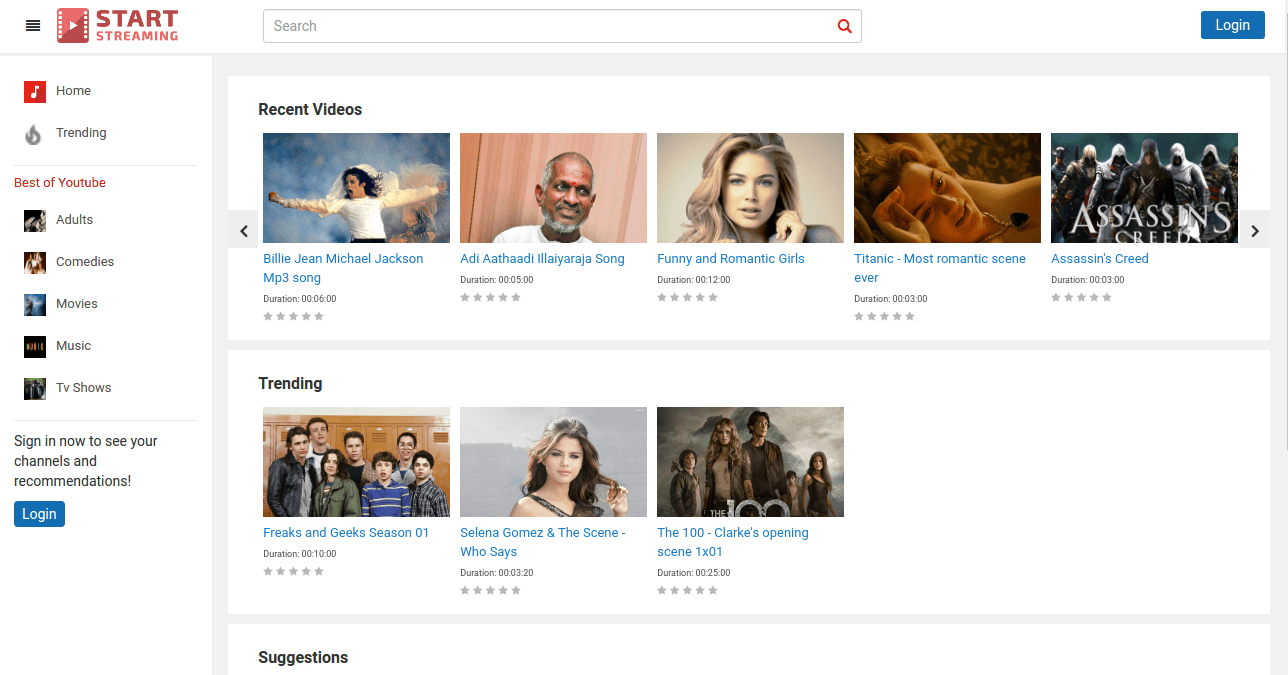 START
STREAMING
Search
Login
Home
Trending
Best of Youtube
Adults
Comedies
Movies
Music
Tv Shows
Sign in now to see your
channels and
recommendations!
Login
Recent Videos
ASSASSINS
CREED
Billie Jean Michael Jackson
Mp3 song
Duration: 00:06:00
Adi Aathaadi Illaiyaraja Song
Duration: 00:05:00
Funny and Romantic Girls
Duration: 00:12:00
Titanic - Most romantic scene
ever
Duration: 00:03:00
Assassin's Creed
Duration: 00:03:00
Trending
THE 100
Freaks and Geeks Season 01
Duration: 00:10:00
Selena Gomez & The Scene -
Who Says
Duration: 00:03:20
The 100 - Clarke's opening
scene 1x01
Duration: 00:25:00
Suggestions